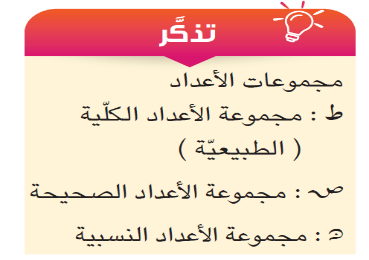 تذكَّر
مجموعات الأعداد
ط : مجموعة الأعداد الكلّية
( الطبيعيّة )
ص : مجموعة الأعداد الصحيحة
ن : مجموعة الأعداد النسبية